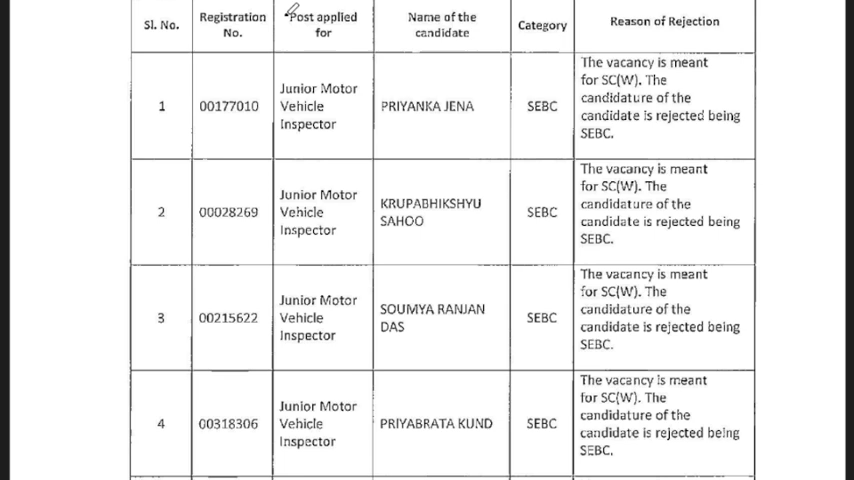 Sl. No.
Registration
No.
Post applied
for
Name of the
candidate
Category
Reason of Rejection
1
00177010
Junior Motor
Vehicle
Inspector
PRIYANKA JENA
SEBC
The vacancy is meant
for SC(W). The
candidature of the
candidate is rejected being
SEBC.
2
00028269
Junior Motor
Vehicle
Inspector
KRUPABHIKSHYU
SAHOO
SEBC
The vacancy is meant
for SC(W). The
candidature of the
candidate is rejected being
SEBC.
3
00215622
Junior Motor
Vehicle
Inspector
SOUMYA RANJAN
DAS
SEBC
The vacancy is meant
for SC(W). The
candidature of the
candidate is rejected being
SEBC.
4
00318306
Junior Motor
Vehicle
Inspector
PRIYABRATA KUND
SEBC
The vacancy is meant
for SC(W). The
candidature of the
candidate is rejected being
SEBC.